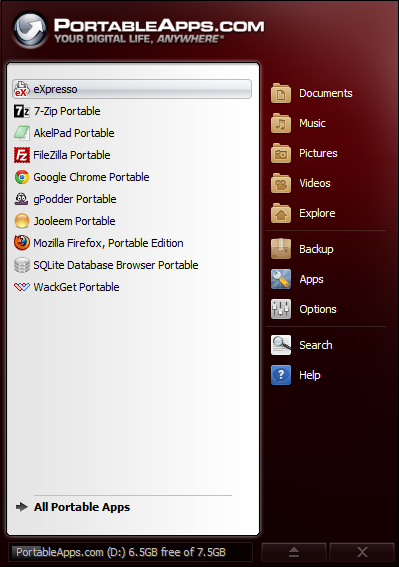 PORTABLEAPPS.COM
YOUR DIGITAL LIFE, ANYWHERE®
eXpresso
7-Zip Portable
AkelPad Portable
FileZilla Portable
Google Chrome Portable
gPodder Portable
Jooleem Portable
Mozilla Firefox, Portable Edition
SQLite Database Browser Portable
WackGet Portable
All Portable Apps
Documents
Music
Pictures
Videos
Explore
Backup
Apps
Options
Search
Help
PortableApps.com (D:) 6.5GB free of 7.5GB